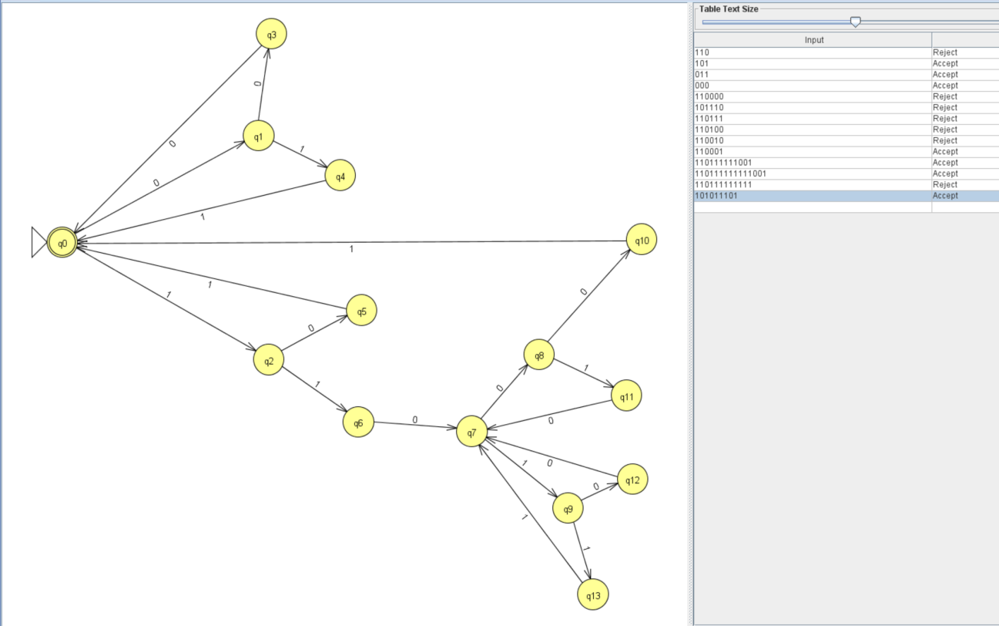 Table Text Size
Input
110 Reject
101 Accept
011 Accept
000 Accept
110000 Reject
101110 Reject
110111 Reject
110100 Reject
110010 Reject
110001 Accept
110111111001 Accept
110111111111001 Accept
110111111111 Reject
101011101 Accept
q3
0
q1
0
1
0
q4
1
q0
q10
1
1
1
q5
0
0
q2
q8
1
1
0
q11
q6
0
q7
0
1
0
q12
0
q9
1
1
q13